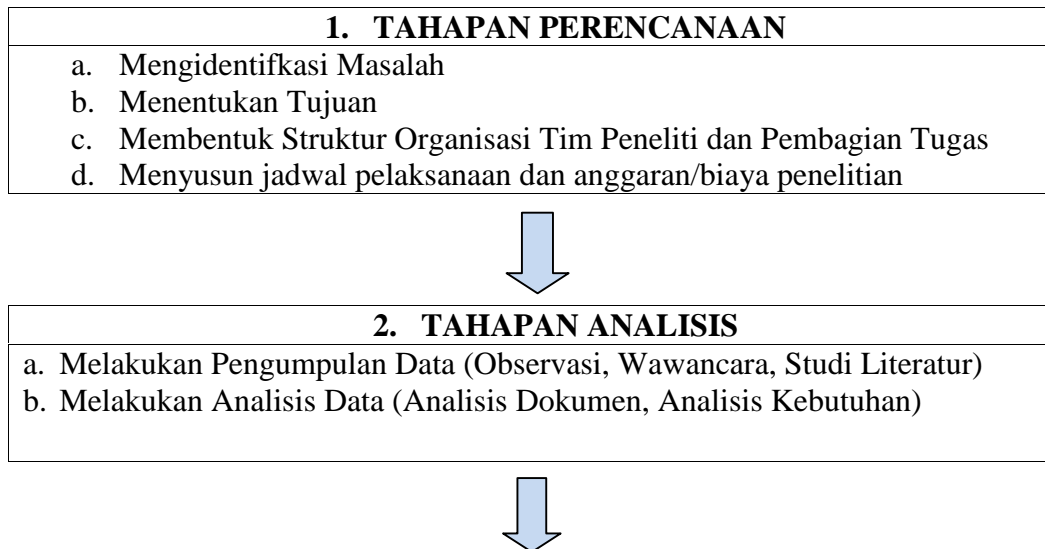 1. TAHAPAN PERENCANAAN
a. Mengidentifkasi Masalah
b. Menentukan Tujuan
c. Membentuk Struktur Organisasi Tim Peneliti dan Pembagian Tugas
d. Menyusun jadwal pelaksanaan dan anggaran/biaya penelitian
2. TAHAPAN ANALISIS
a. Melakukan Pengumpulan Data (Observasi, Wawancara, Studi Literatur)
b. Melakukan Analisis Data (Analisis Dokumen, Analisis Kebutuhan)